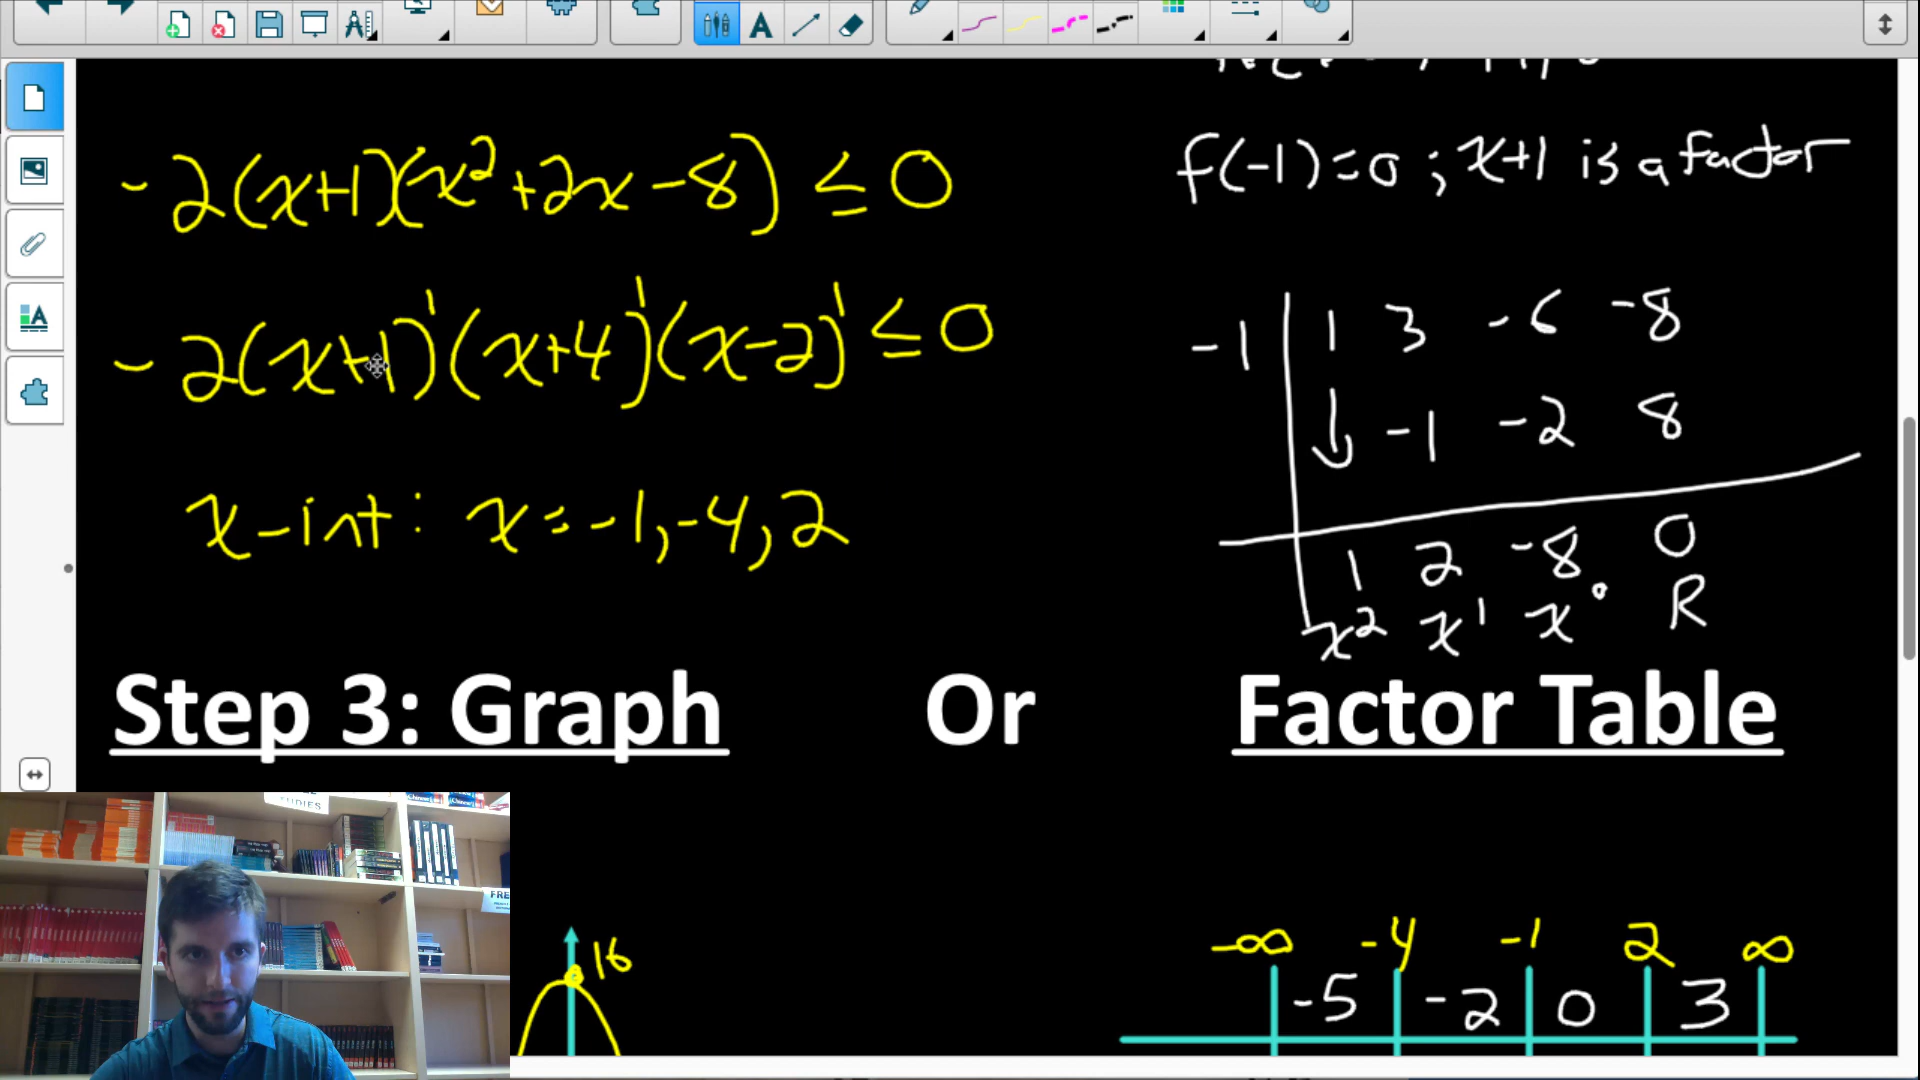 -2(x+1)(x²+2x-8) ≤ 0
f(-1)=0 ; x+1 is a factor
-2(x+1)¹(x+4)¹(x-2)¹ ≤ 0
x-int: x=-1,-4,2
-1 | 1 3 -6 -8
↓ -1 -2 8
1 2 -8 0
x² x¹ x⁰ R
Step 3: Graph Or Factor Table
STUDIES
FRE
16
-∞ -4 -1 2 ∞
-5 -2 0 3